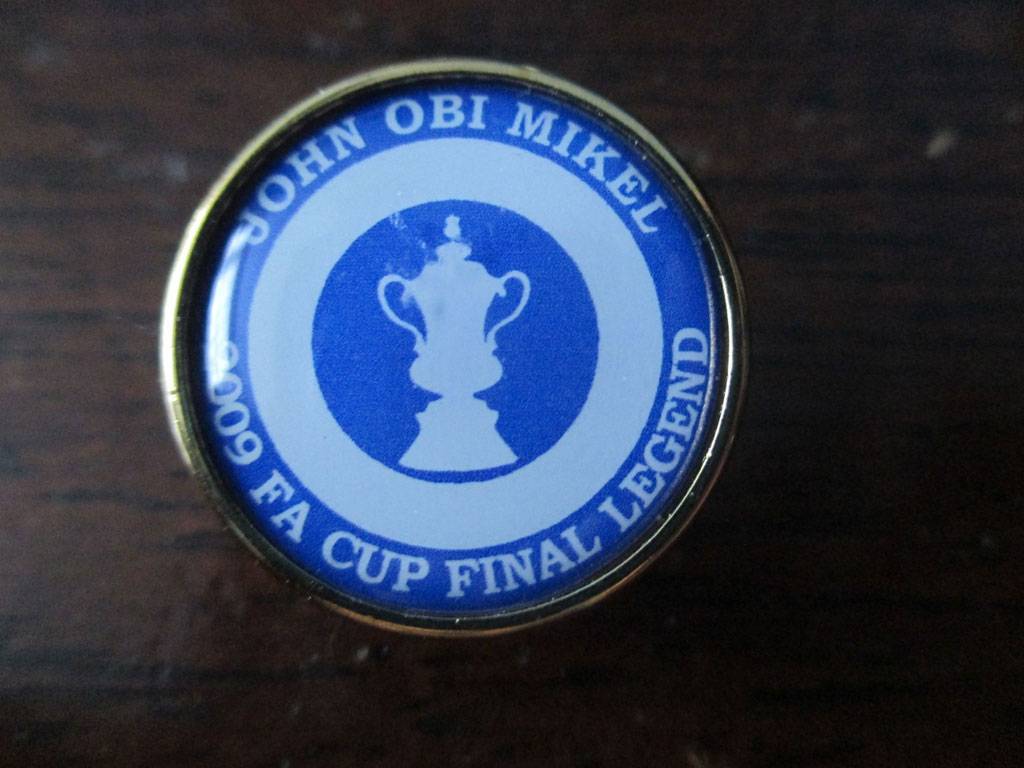 JOHN OBI MIKEL
2009 FA CUP FINAL LEGEND